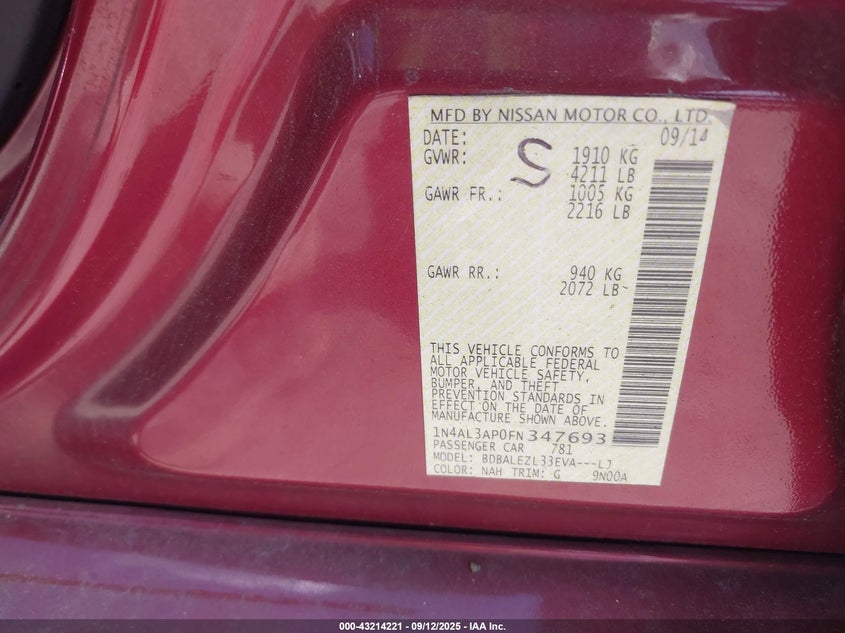 MFD BY NISSAN MOTOR CO., LTD.
DATE: 09/14
GVWR: S 1910 KG
4211 LB
GAWR FR.: 1005 KG
2216 LB
GAWR RR.: 940 KG
2072 LB
THIS VEHICLE CONFORMS TO
ALL APPLICABLE FEDERAL
MOTOR VEHICLE SAFETY,
BUMPER, AND THEFT
PREVENTION STANDARDS IN
EFFECT ON THE DATE OF
MANUFACTURE SHOWN ABOVE.
1N4AL3AP0FN347693
PASSENGER CAR 781
MODEL: BDBALEZL33EVA---LJ
COLOR: NAH TRIM: G 9N00A
000-43214221 - 09/12/2025 - IAA Inc.